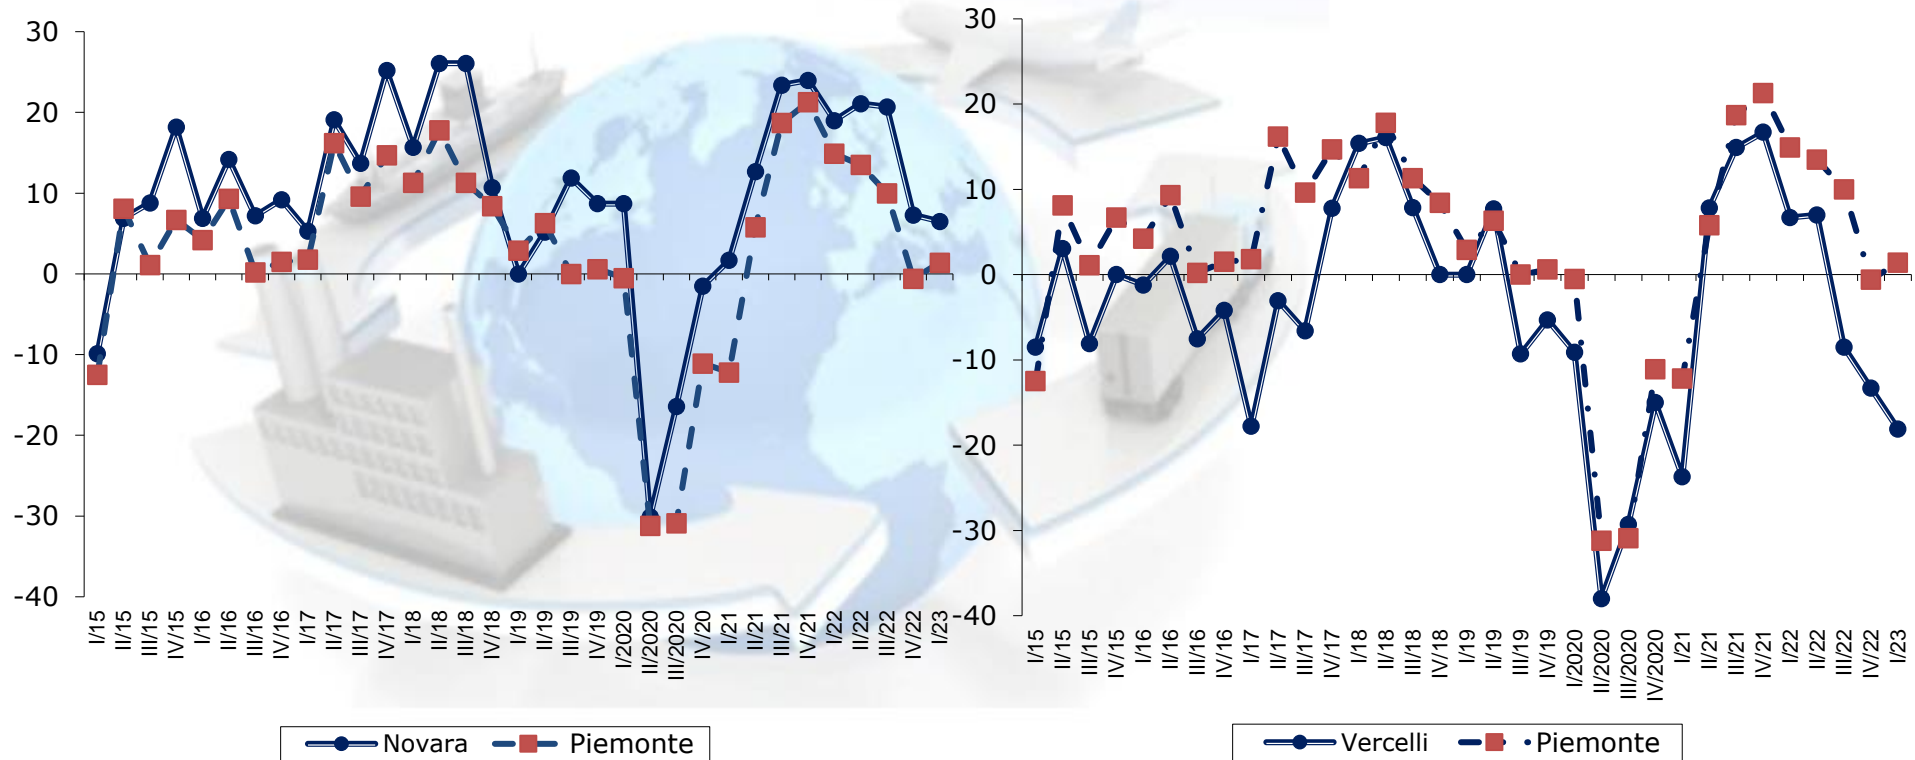 30
20
10
0
-10
-20
-30
-40
I/15
II/15
III/15
IV/15
I/16
II/16
III/16
IV/16
I/17
II/17
III/17
IV/17
I/18
II/18
III/18
IV/18
I/19
II/19
III/19
IV/19
I/2020
II/2020
III/2020
IV/20
I/21
II/21
III/21
IV/21
I/22
II/22
III/22
IV/22
I/23
Novara
Piemonte
30
20
10
0
-10
-20
-30
-40
I/15
II/15
III/15
IV/15
I/16
II/16
III/16
IV/16
I/17
II/17
III/17
IV/17
I/18
II/18
III/18
IV/18
I/19
II/19
III/19
IV/19
I/2020
II/2020
III/2020
IV/2020
I/21
II/21
III/21
IV/21
I/22
II/22
III/22
IV/22
I/23
Vercelli
Piemonte